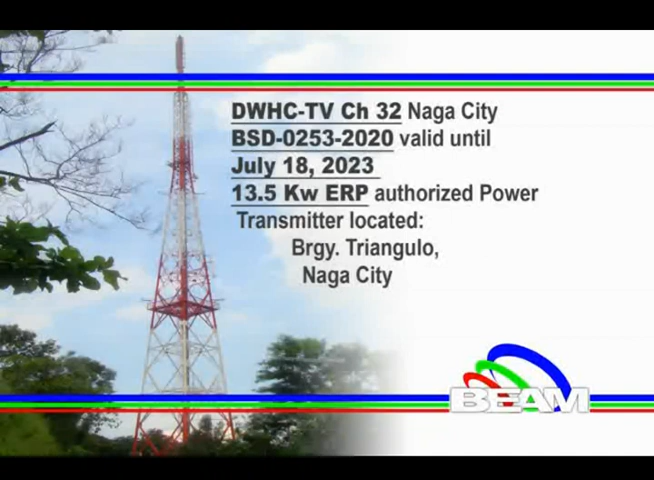 DWHC-TV Ch 32 Naga City
BSD-0253-2020 valid until
July 18, 2023
13.5 Kw ERP authorized Power
Transmitter located:
Brgy. Triangulo,
Naga City
BEAM